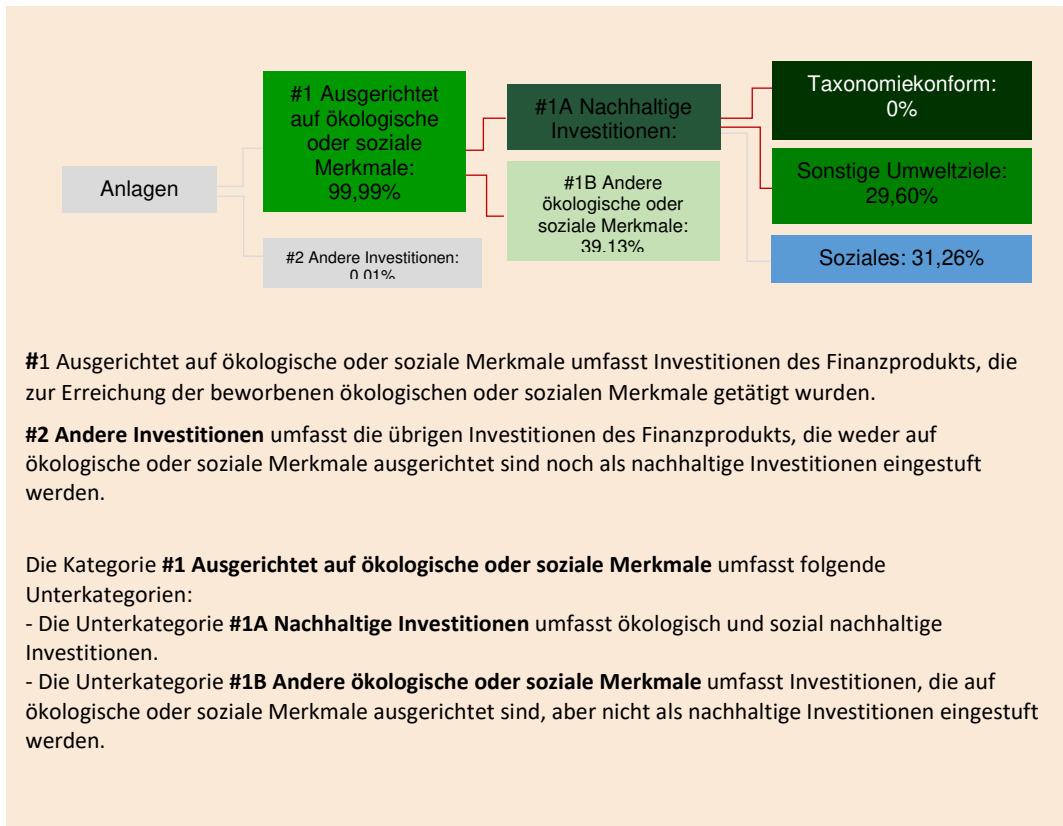 Anlagen
#1 Ausgerichtet
auf ökologische
oder soziale
Merkmale:
99,99%
#2 Andere Investitionen:
0,01%
#1A Nachhaltige
Investitionen:
#1B Andere
ökologische oder
soziale Merkmale:
39,13%
Taxonomiekonform:
0%
Sonstige Umweltziele:
29,60%
Soziales: 31,26%
#1 Ausgerichtet auf ökologische oder soziale Merkmale umfasst Investitionen des Finanzprodukts, die
zur Erreichung der beworbenen ökologischen oder sozialen Merkmale getätigt wurden.
#2 Andere Investitionen umfasst die übrigen Investitionen des Finanzprodukts, die weder auf
ökologische oder soziale Merkmale ausgerichtet sind noch als nachhaltige Investitionen eingestuft
werden.
Die Kategorie #1 Ausgerichtet auf ökologische oder soziale Merkmale umfasst folgende
Unterkategorien:
- Die Unterkategorie #1A Nachhaltige Investitionen umfasst ökologisch und sozial nachhaltige
Investitionen.
- Die Unterkategorie #1B Andere ökologische oder soziale Merkmale umfasst Investitionen, die auf
ökologische oder soziale Merkmale ausgerichtet sind, aber nicht als nachhaltige Investitionen eingestuft
werden.